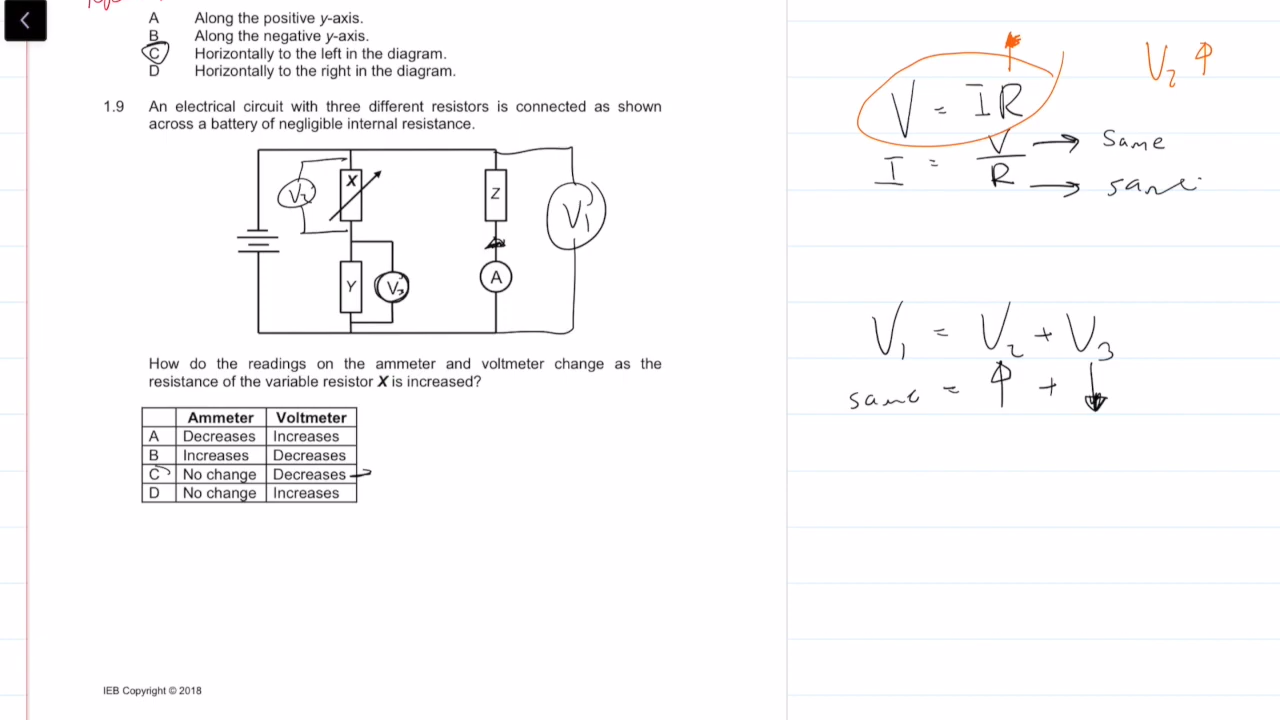 A Along the positive y-axis.
B Along the negative y-axis.
C Horizontally to the left in the diagram.
D Horizontally to the right in the diagram.
1.9 An electrical circuit with three different resistors is connected as shown
across a battery of negligible internal resistance.
V₂
X
Y
V₃
Z
A
V₁
How do the readings on the ammeter and voltmeter change as the
resistance of the variable resistor X is increased?
Ammeter Voltmeter
A Decreases Increases
B Increases Decreases
C No change Decreases
D No change Increases
IEB Copyright © 2018
V₂ ↑
V = IR
I = V/R
→ same
→ same
V₁ = V₂ + V₃
same = ↑ + ↓